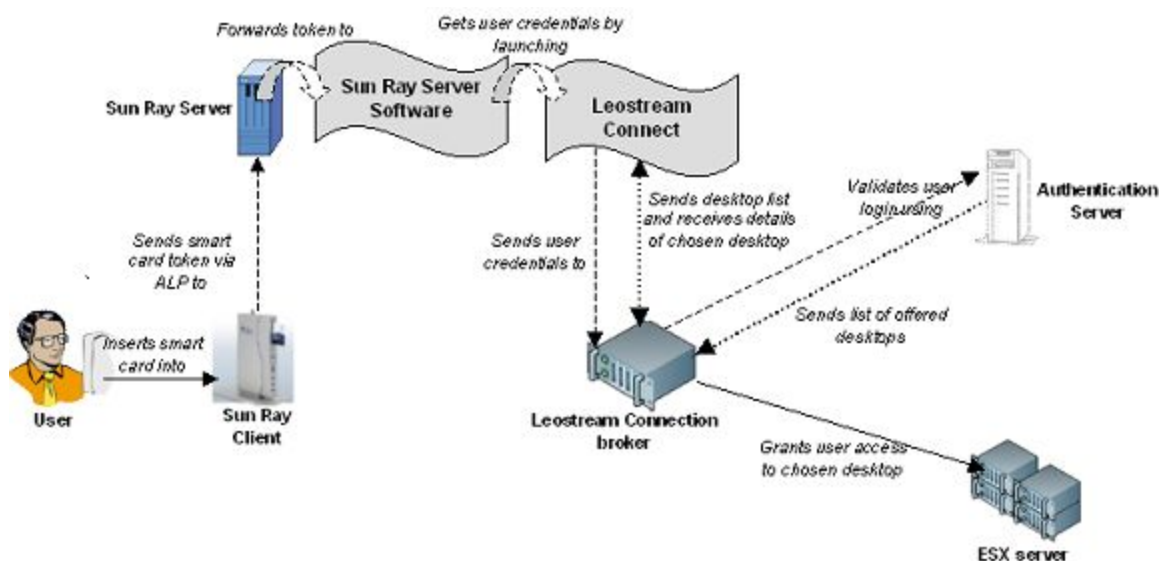 Forwards token to
Gets user credentials by
launching
Sun Ray Server
Sun Ray Server
Software
Leostream
Connect
Sends smart
card token via
ALP to
Sends user
credentials to
Sends desktop list
and receives details
of chosen desktop
Validates user
login using
Authentication
Server
Sends list of offered
desktops
Inserts smart
card into
User
Sun Ray
Client
Leostream Connection
broker
Grants user access
to chosen desktop
ESX server